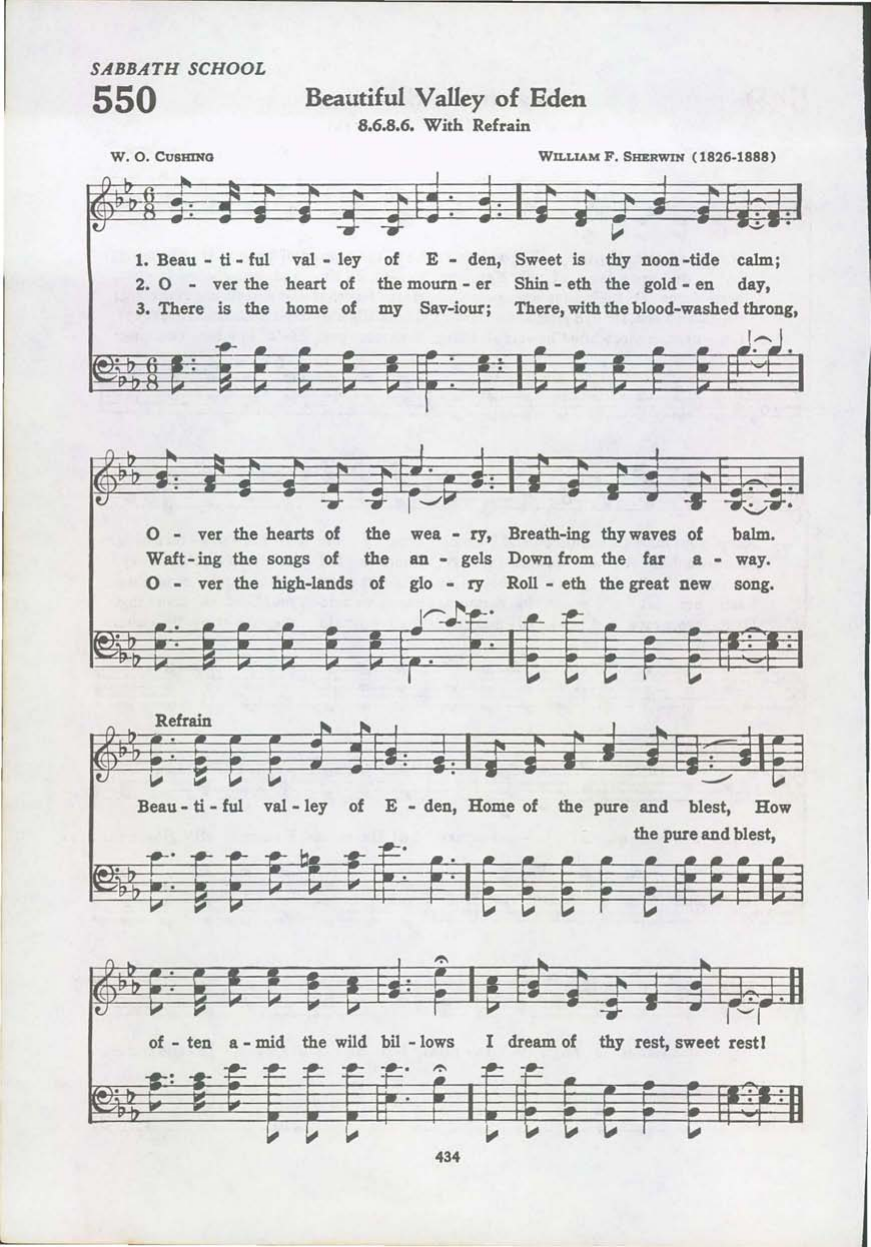 SABBATH SCHOOL
550
Beautiful Valley of Eden
8.6.8.6. With Refrain
W. O. CUSHING
WILLIAM F. SHERWIN (1826-1888)
1. Beau - ti - ful val - ley of E - den, Sweet is thy noon-tide calm;
2. O - ver the heart of the mourn - er Shin - eth the gold - en day,
3. There is the home of my Sav-iour; There, with the blood-washed throng,
O - ver the hearts of the wea - ry, Breath-ing thy waves of balm.
Waft-ing the songs of the an - gels Down from the far a - way.
O - ver the high-lands of glo - ry Roll - eth the great new song.
Refrain
Beau - ti - ful val - ley of E - den, Home of the pure and blest, How
the pure and blest,
of - ten a - mid the wild bil - lows I dream of thy rest, sweet rest!
434